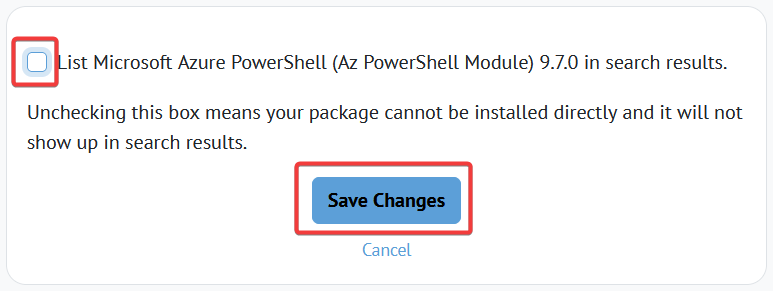 List Microsoft Azure PowerShell (Az PowerShell Module) 9.7.0 in search results.
Unchecking this box means your package cannot be installed directly and it will not
show up in search results.
Save Changes
Cancel